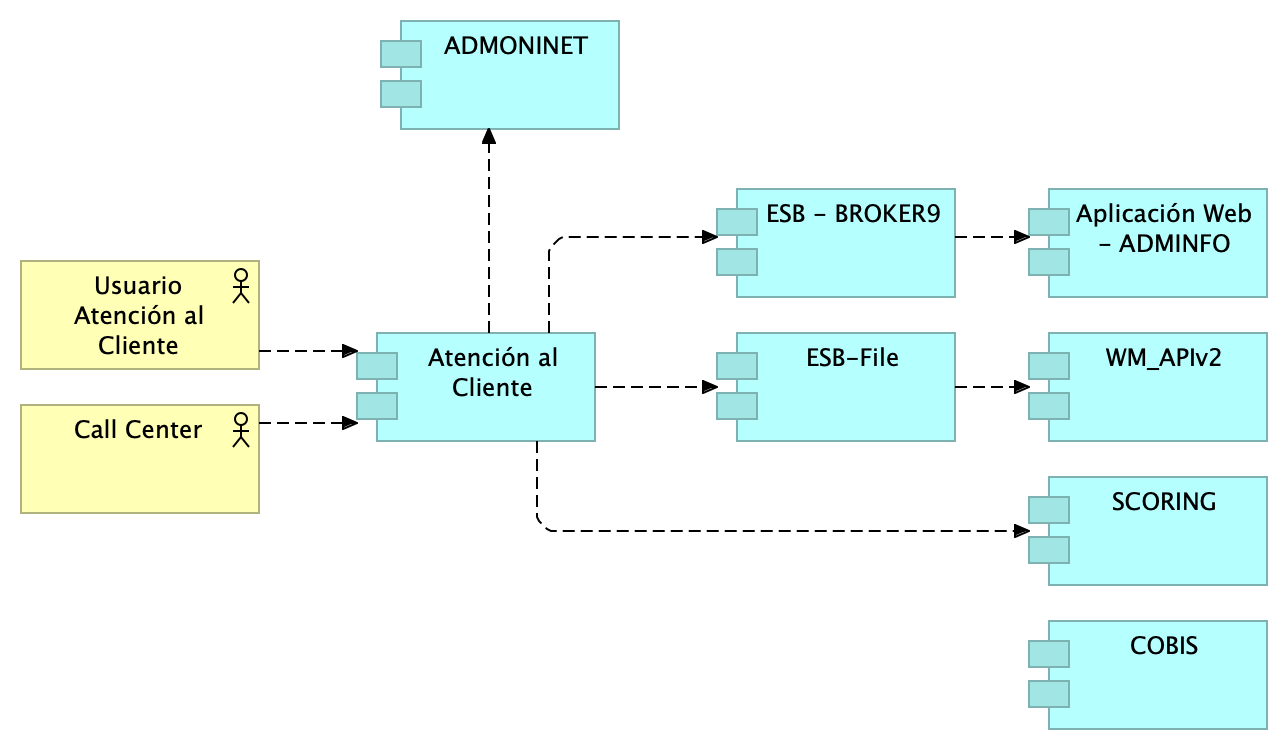 ADMONINET
ESB - BROKER9
Aplicación Web
- ADMINFO
Usuario
Atención al
Cliente
Atención al
Cliente
ESB-File
WM_APIv2
Call Center
SCORING
COBIS